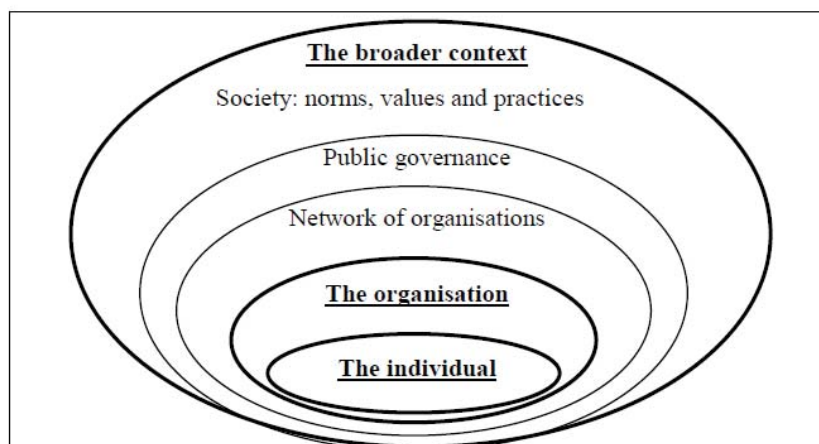 The broader context
Society: norms, values and practices
Public governance
Network of organisations
The organisation
The individual